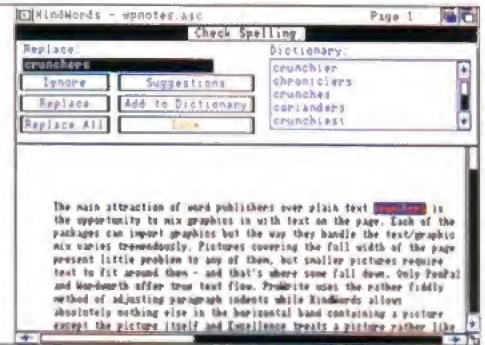 KindWords - wpnotes.asc Page 1
Check Spelling
Replace: Dictionary:
crunchers
crunchier
chroniclers
crunches
corianders
crunchiest
Ignore Suggestions
Replace Add to Dictionary
Replace All
The main attraction of word publishers over plain text crunchers is
the opportunity to mix graphics in with text on the page. Each of the
packages can import graphics but the way they handle the text/graphic
mix varies tremendously. Pictures covering the full width of the page
present little problem to any of them, but smaller pictures require
text to fit around them - and that's where some fall down. Only PenPal
and Wordworth offer true text flow. ProWrite uses the rather fiddly
method of adjusting paragraph indents while KindWords allows
absolutely nothing else in the horizontal band containing a picture
except the picture itself and Excellence treats a picture rather like